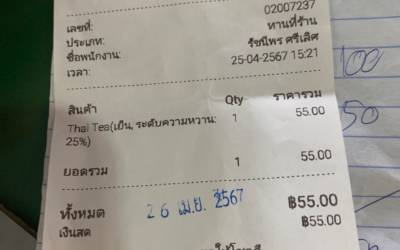 เลขที่: 02007237
ประเภท: ทานที่ร้าน
ชื่อพนักงาน: รัชนีพร ศรีเลิศ
เวลา: 25-04-2567 15:21
สินค้า Qty ราคารวม
Thai Tea(เย็น, ระดับความหวาน: 1 55.00
25%)
ยอดรวม 1 55.00
26 เม.ย. 2567
ทั้งหมด ฿55.00
เงินสด ฿55.00
100
50